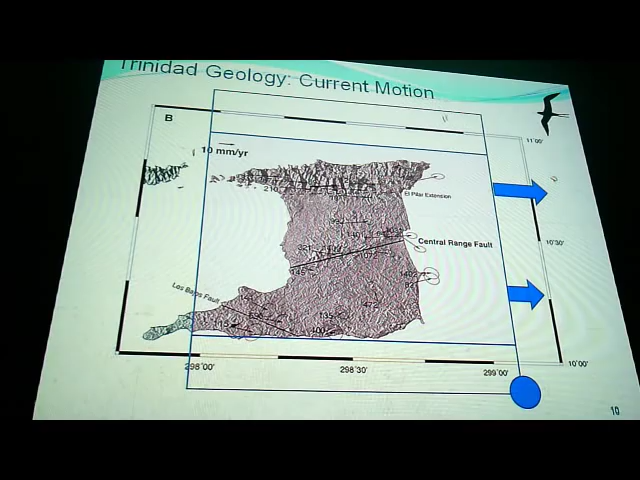 Trinidad Geology: Current Motion
B
10 mm/yr
11˚00'
El Pilar Extension
Central Range Fault
10˚30'
Los Bajos Fault
10˚00'
298˚00'
298˚30'
299˚00'
10